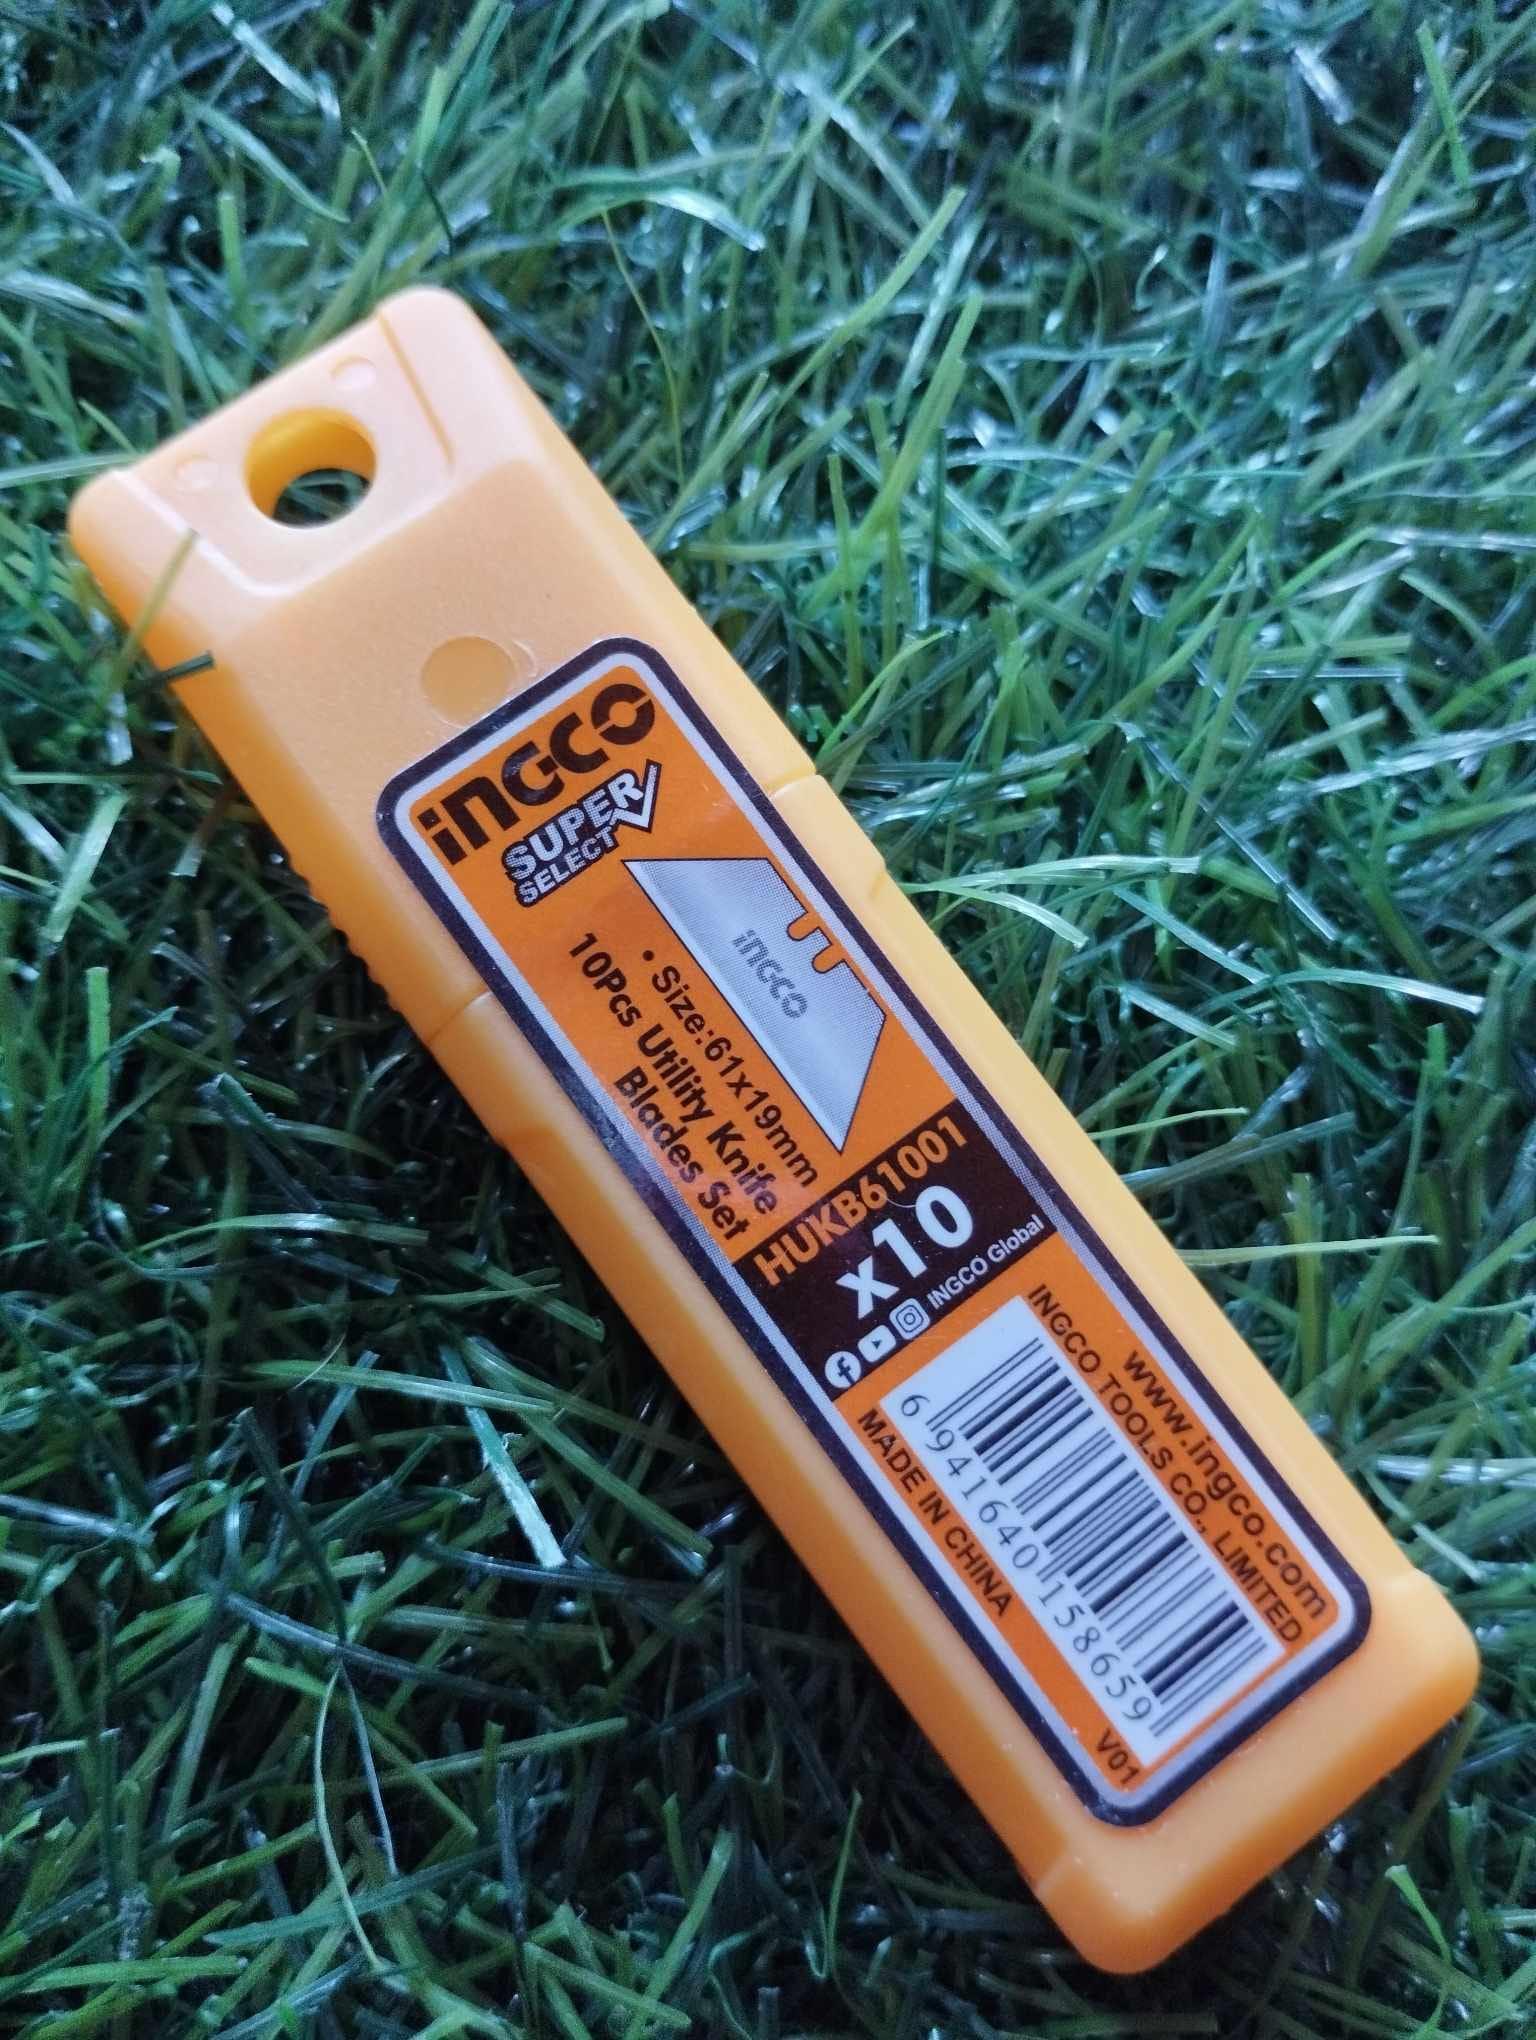 INGCO
SUPER
SELECT
INGCO
• Size:61x19mm
10Pcs Utility Knife
Blades Set
HUKB61001
x10
INGCO Global
www.ingco.com
INGCO TOOLS CO., LIMITED
6 941640 158659
MADE IN CHINA
V01